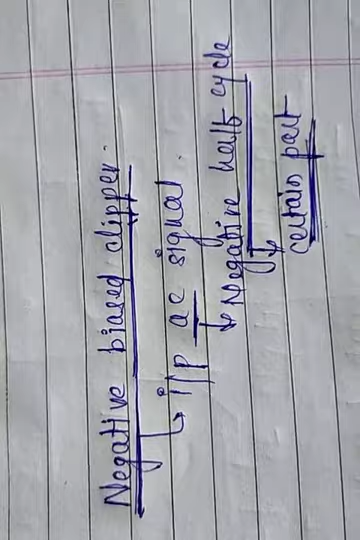 Negative biased clipper.
↳ i/p ac signal.
↳ Negative half cycle
↳ certain part